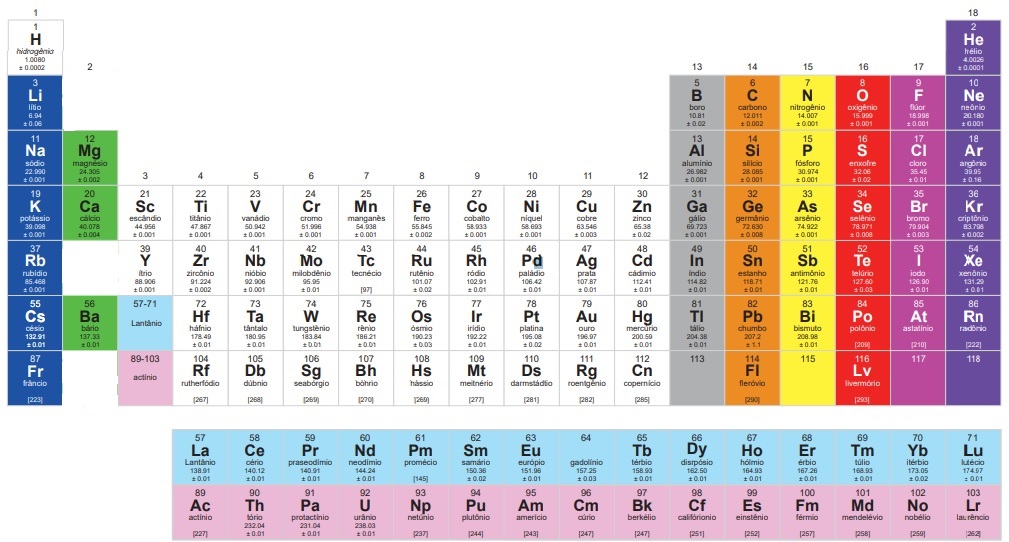 1 18
1 2
H He
hidrogênio hélio
1.0080 4.0026
± 0.0002 ± 0.0001
2 13 14 15 16 17
3 5 6 7 8 9 10
Li B C N O F Ne
lítio boro carbono nitrogênio oxigênio flúor neônio
6.94 10.81 12.011 14.007 15.999 18.998 20.180
± 0.06 ± 0.02 ± 0.002 ± 0.001 ± 0.001 ± 0.001 ± 0.001
11 12 13 14 15 16 17 18
Na Mg Al Si P S Cl Ar
sódio magnésio alumínio silício fósforo enxofre cloro argônio
22.990 24.305 26.982 28.085 30.974 32.06 35.45 39.95
± 0.001 ± 0.002 ± 0.001 ± 0.001 ± 0.001 ± 0.02 ± 0.01 ± 0.16
3 4 5 6 7 8 9 10 11 12
19 20 21 22 23 24 25 26 27 28 29 30 31 32 33 34 35 36
K Ca Sc Ti V Cr Mn Fe Co Ni Cu Zn Ga Ge As Se Br Kr
potássio cálcio escândio titânio vanádio cromo manganês ferro cobalto níquel cobre zinco gálio germânio arsênio selênio bromo criptônio
39.098 40.078 44.956 47.867 50.942 51.996 54.938 55.845 58.933 58.693 63.546 65.38 69.723 72.630 74.922 78.971 79.904 83.798
± 0.001 ± 0.004 ± 0.001 ± 0.001 ± 0.001 ± 0.001 ± 0.001 ± 0.002 ± 0.001 ± 0.001 ± 0.003 ± 0.02 ± 0.001 ± 0.008 ± 0.001 ± 0.008 ± 0.003 ± 0.002
37 39 40 41 42 43 44 45 46 47 48 49 50 51 52 53 54
Rb Y Zr Nb Mo Tc Ru Rh Pd Ag Cd In Sn Sb Te I Xe
rubídio ítrio zircônio nióbio milobdênio tecnécio rutênio ródio paládio prata cádimio índio estanho antimônio telúrio iodo xenônio
85.468 88.906 91.224 92.906 95.95 [97] 101.07 102.91 106.42 107.87 112.41 114.82 118.71 121.76 127.60 126.90 131.29
± 0.001 ± 0.001 ± 0.002 ± 0.001 ± 0.01 ± 0.02 ± 0.01 ± 0.01 ± 0.01 ± 0.01 ± 0.01 ± 0.01 ± 0.01 ± 0.03 ± 0.01 ± 0.01
55 56 57-71 72 73 74 75 76 77 78 79 80 81 82 83 84 85 86
Cs Ba Hf Ta W Re Os Ir Pt Au Hg Tl Pb Bi Po At Rn
césio bário Lantânio háfnio tântalo tungstênio rênio ósmio irídio platina ouro mercúrio tálio chumbo bismuto polônio astatínio radônio
132.91 137.33 178.49 180.95 183.84 186.21 190.23 192.22 195.08 196.97 200.59 204.38 207.2 208.98 [209] [210] [222]
± 0.01 ± 0.01 ± 0.01 ± 0.01 ± 0.01 ± 0.01 ± 0.03 ± 0.01 ± 0.02 ± 0.01 ± 0.01 ± 0.01 ± 1.1 ± 0.01
87 89-103 104 105 106 107 108 109 110 111 112 113 114 115 116 117 118
Fr Rf Db Sg Bh Hs Mt Ds Rg Cn Fl Lv
frâncio actínio rutherfódio dúbnio seabórgio bóhrio hássio meitnério darmstádtio roentgênio copernício fleróvio livermório
[223] [267] [268] [269] [270] [269] [277] [281] [282] [285] [290] [293]
57 58 59 60 61 62 63 64 65 66 67 68 69 70 71
La Ce Pr Nd Pm Sm Eu Tb Dy Ho Er Tm Yb Lu
Lantânio cério praseodímio neodímio promécio samário európio gadolínio térbio disrpósio hólmio érbio túlio itérbio lutécio
138.91 140.12 140.91 144.24 [145] 150.36 151.96 157.25 158.93 162.50 164.93 167.26 168.93 173.05 174.97
± 0.01 ± 0.01 ± 0.01 ± 0.01 ± 0.02 ± 0.01 ± 0.03 ± 0.01 ± 0.01 ± 0.01 ± 0.01 ± 0.01 ± 0.02 ± 0.01
89 90 91 92 93 94 95 96 97 98 99 100 101 102 103
Ac Th Pa U Np Pu Am Cm Bk Cf Es Fm Md No Lr
actínio tório protactínio urânio netúnio plutônio amerício cúrio berkélio califórionio einstênio férmio mendelévio nobélio laurêncio
232.04 231.04 238.03
[227] ± 0.01 ± 0.01 ± 0.01 [237] [244] [243] [247] [247] [251] [252] [257] [258] [259] [262]